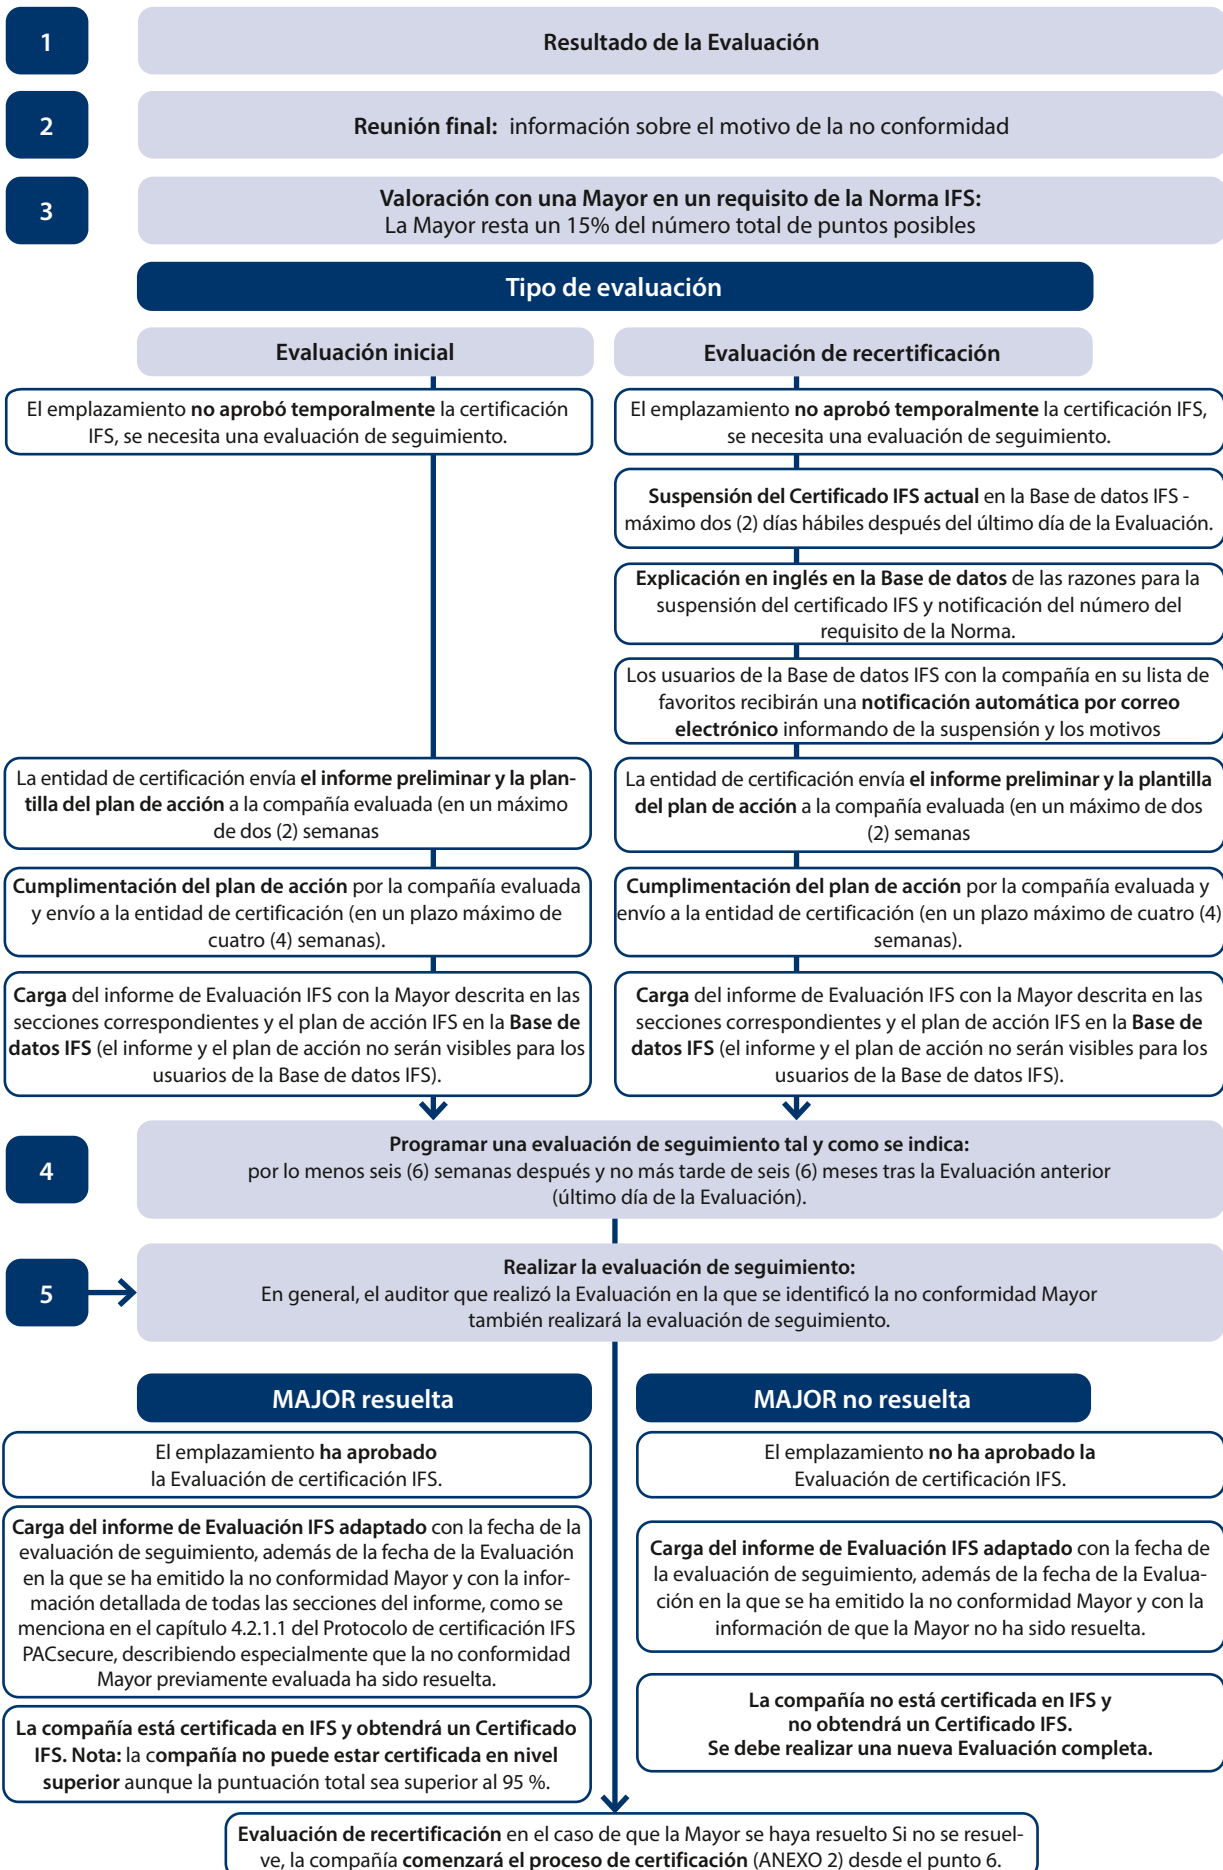 1
Resultado de la Evaluación
2
Reunión final: información sobre el motivo de la no conformidad
3
Valoración con una Mayor en un requisito de la Norma IFS:
La Mayor resta un 15% del número total de puntos posibles
Tipo de evaluación
Evaluación inicial
El emplazamiento no aprobó temporalmente la certificación
IFS, se necesita una evaluación de seguimiento.
La entidad de certificación envía el informe preliminar y la plan-
tilla del plan de acción a la compañía evaluada (en un máximo
de dos (2) semanas
Cumplimentación del plan de acción por la compañía evaluada
y envío a la entidad de certificación (en un plazo máximo de
cuatro (4) semanas).
Carga del informe de Evaluación IFS con la Mayor descrita en las
secciones correspondientes y el plan de acción IFS en la Base de
datos IFS (el informe y el plan de acción no serán visibles para los
usuarios de la Base de datos IFS).
Evaluación de recertificación
El emplazamiento no aprobó temporalmente la certificación IFS,
se necesita una evaluación de seguimiento.
Suspensión del Certificado IFS actual en la Base de datos IFS -
máximo dos (2) días hábiles después del último día de la Evaluación.
Explicación en inglés en la Base de datos de las razones para la
suspensión del certificado IFS y notificación del número del
requisito de la Norma.
Los usuarios de la Base de datos IFS con la compañía en su lista de
favoritos recibirán una notificación automática por correo
electrónico informando de la suspensión y los motivos
La entidad de certificación envía el informe preliminar y la plantilla
del plan de acción a la compañía evaluada (en un máximo de dos
(2) semanas
Cumplimentación del plan de acción por la compañía evaluada y
envío a la entidad de certificación (en un plazo máximo de cuatro (4)
semanas).
Carga del informe de Evaluación IFS con la Mayor descrita en las
secciones correspondientes y el plan de acción IFS en la Base de
datos IFS (el informe y el plan de acción no serán visibles para los
usuarios de la Base de datos IFS).
4
Programar una evaluación de seguimiento tal y como se indica:
por lo menos seis (6) semanas después y no más tarde de seis (6) meses tras la Evaluación anterior
(último día de la Evaluación).
5
Realizar la evaluación de seguimiento:
En general, el auditor que realizó la Evaluación en la que se identificó la no conformidad Mayor
también realizará la evaluación de seguimiento.
MAJOR resuelta
El emplazamiento ha aprobado
la Evaluación de certificación IFS.
Carga del informe de Evaluación IFS adaptado con la fecha de la
evaluación de seguimiento, además de la fecha de la Evaluación
en la que se ha emitido la no conformidad Mayor y con la infor-
mación detallada de todas las secciones del informe, como se
menciona en el capítulo 4.2.1.1 del Protocolo de certificación IFS
PACsecure, describiendo especialmente que la no conformidad
Mayor previamente evaluada ha sido resuelta.
La compañía está certificada en IFS y obtendrá un Certificado
IFS. Nota: la compañía no puede estar certificada en nivel
superior aunque la puntuación total sea superior al 95 %.
MAJOR no resuelta
El emplazamiento no ha aprobado la
Evaluación de certificación IFS.
Carga del informe de Evaluación IFS adaptado con la fecha de
la evaluación de seguimiento, además de la fecha de la Evalua-
ción en la que se ha emitido la no conformidad Mayor y con la
información de que la Mayor no ha sido resuelta.
La compañía no está certificada en IFS y
no obtendrá un Certificado IFS.
Se debe realizar una nueva Evaluación completa.
Evaluación de recertificación en el caso de que la Mayor se haya resuelto Si no se resuel-
ve, la compañía comenzará el proceso de certificación (ANEXO 2) desde el punto 6.